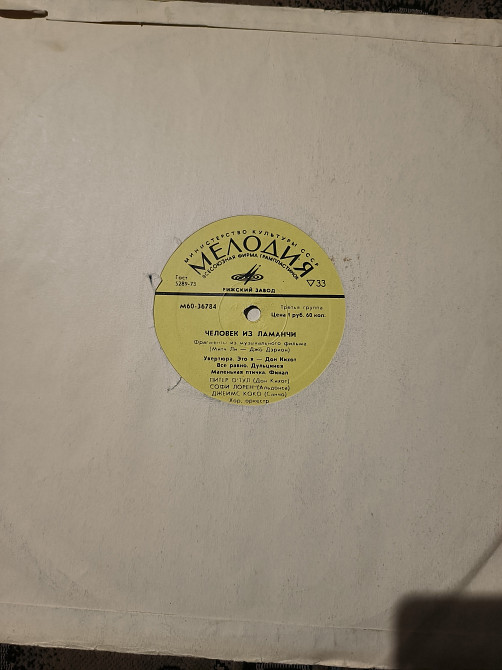 МИНИСТЕРСТВО КУЛЬТУРЫ СССР
МЕЛОДИЯ
ВСЕСОЮЗНАЯ ФИРМА ГРАМПЛАСТИНОК
Гост
5289-73
▽33
РИЖСКИЙ ЗАВОД
М60-36784
Третья группа
Цена 1 руб. 60 коп.
ЧЕЛОВЕК ИЗ ЛАМАНЧИ
Фрагменты из музыкального фильма
(Митч Ли — Джо Дэрион)
Увертюра. Это я — Дон Кихот
Все равно. Дульцинея
Маленькая птичка. Финал
ПИТЕР О'ТУЛ (Дон Кихот)
СОФИ ЛОРЕН (Альдонса)
ДЖЕЙМС КОКО (Санчо)
Хор, оркестр